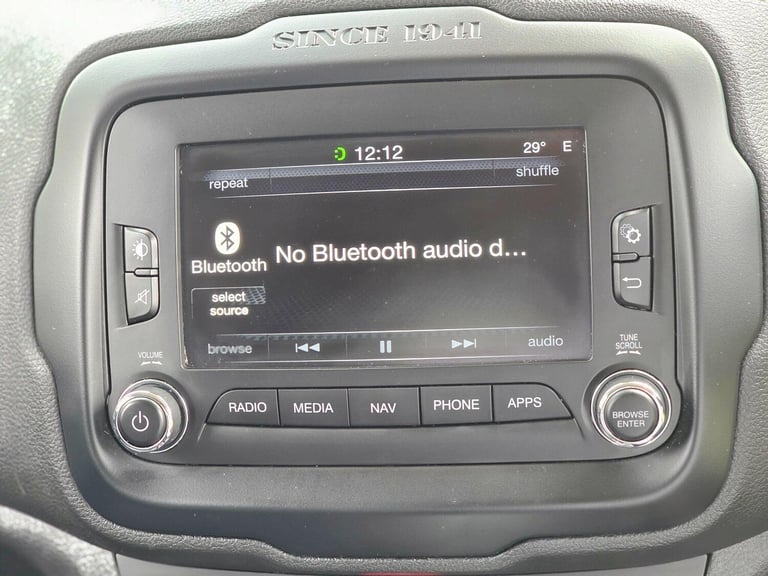 SINCE 1941
12:12 29° E
repeat shuffle
Bluetooth No Bluetooth audio d...
select
source
browse audio
VOLUME
TUNE
SCROLL
RADIO MEDIA NAV PHONE APPS
BROWSE
ENTER